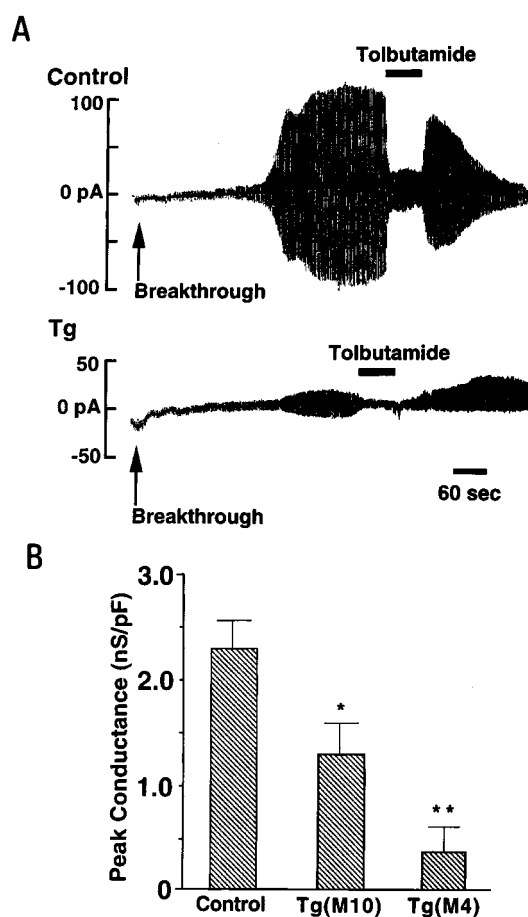 A
Control
Tolbutamide
100
0 pA
-100
Breakthrough
Tg
Tolbutamide
50
0 pA
-50
60 sec
Breakthrough
B
Peak Conductance (nS/pF)
3.0
2.0
1.0
0
*
**
Control
Tg(M10)
Tg(M4)